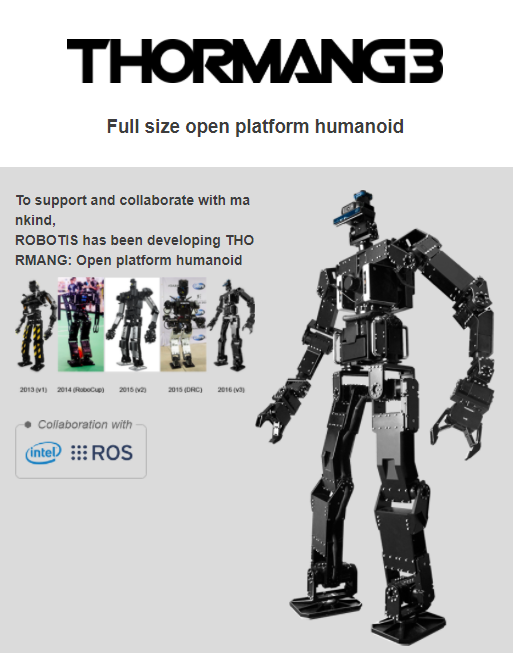 THORMANG3
Full size open platform humanoid
To support and collaborate with ma
nkind,
ROBOTIS has been developing THO
RMANG: Open platform humanoid
2013 (v1) 2014 (RoboCup) 2015 (v2) 2015 (DRC) 2016 (v3)
Collaboration with
intel ROS